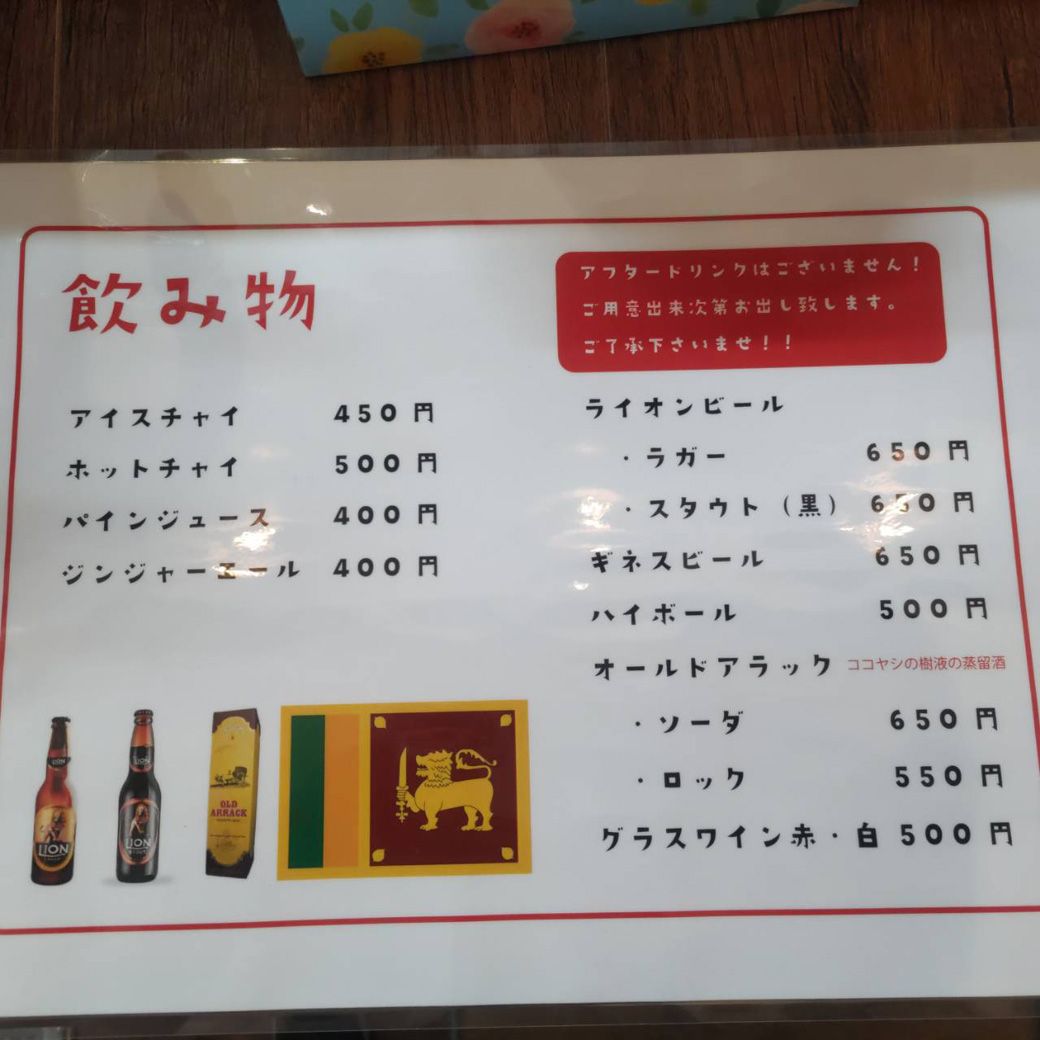 飲み物
アイスチャイ 450円
ホットチャイ 500円
パインジュース 400円
ジンジャーエール 400円
アフタードリンクはございません!
ご用意出来次第お出し致します。
ご了承下さいませ!!
ライオンビール
・ラガー 650円
・スタウト(黒) 650円
ギネスビール 650円
ハイボール 500円
オールドアラック ココヤシの樹液の蒸留酒
・ソーダ 650円
・ロック 550円
グラスワイン赤・白 500円
LION
LION
LION
OLD
ARRACK